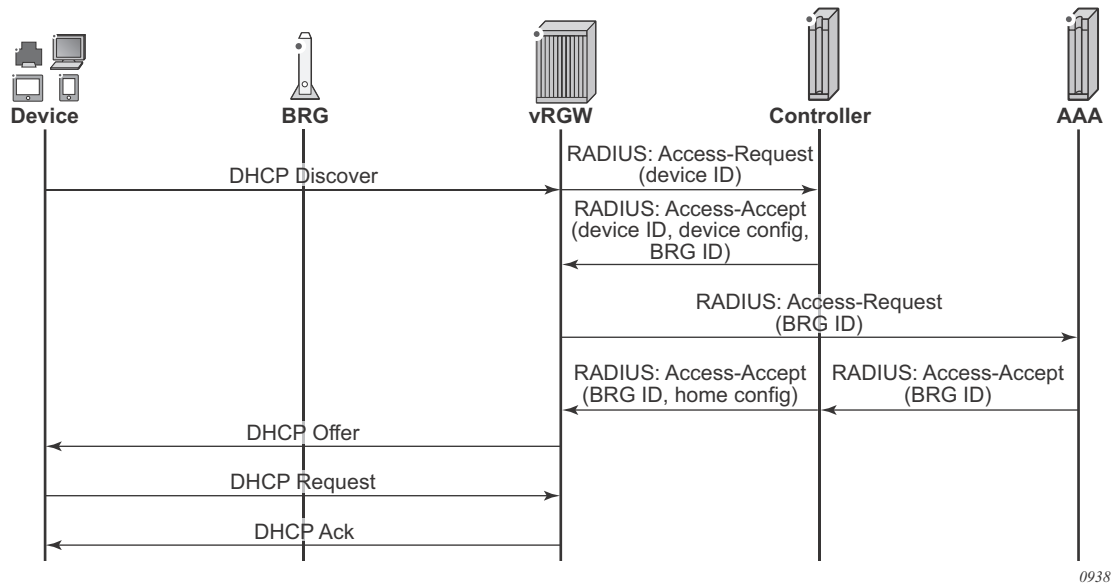 Device
BRG
vRGW
Controller
AAA
DHCP Discover
RADIUS: Access-Request
(device ID)
RADIUS: Access-Accept
(device ID, device config,
BRG ID)
RADIUS: Access-Request
(BRG ID)
RADIUS: Access-Accept
(BRG ID, home config)
RADIUS: Access-Accept
(BRG ID)
DHCP Offer
DHCP Request
DHCP Ack
0938